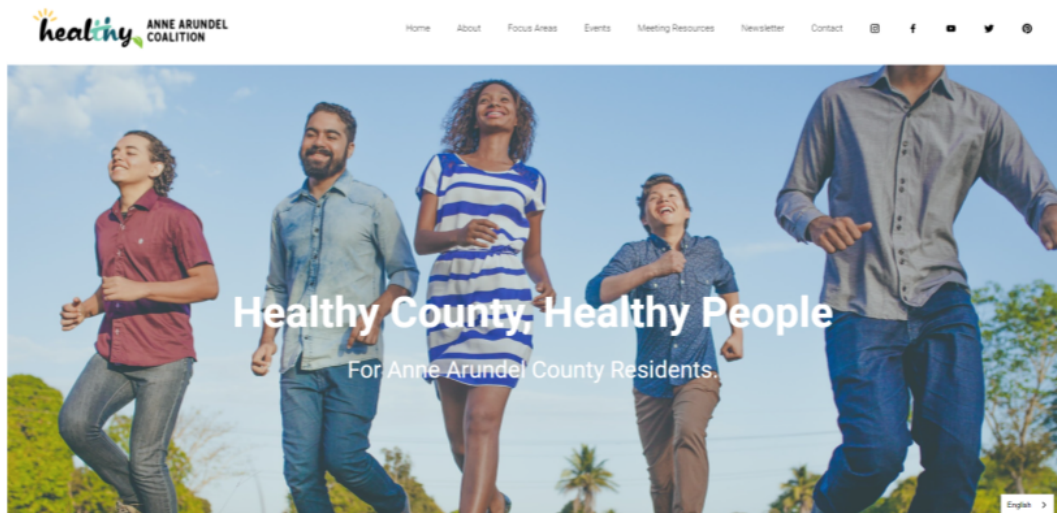 healthy ANNE ARUNDEL COALITION
Home About Focus Areas Events Meeting Resources Newsletter Contact
Healthy County, Healthy People
For Anne Arundel County Residents.
English >